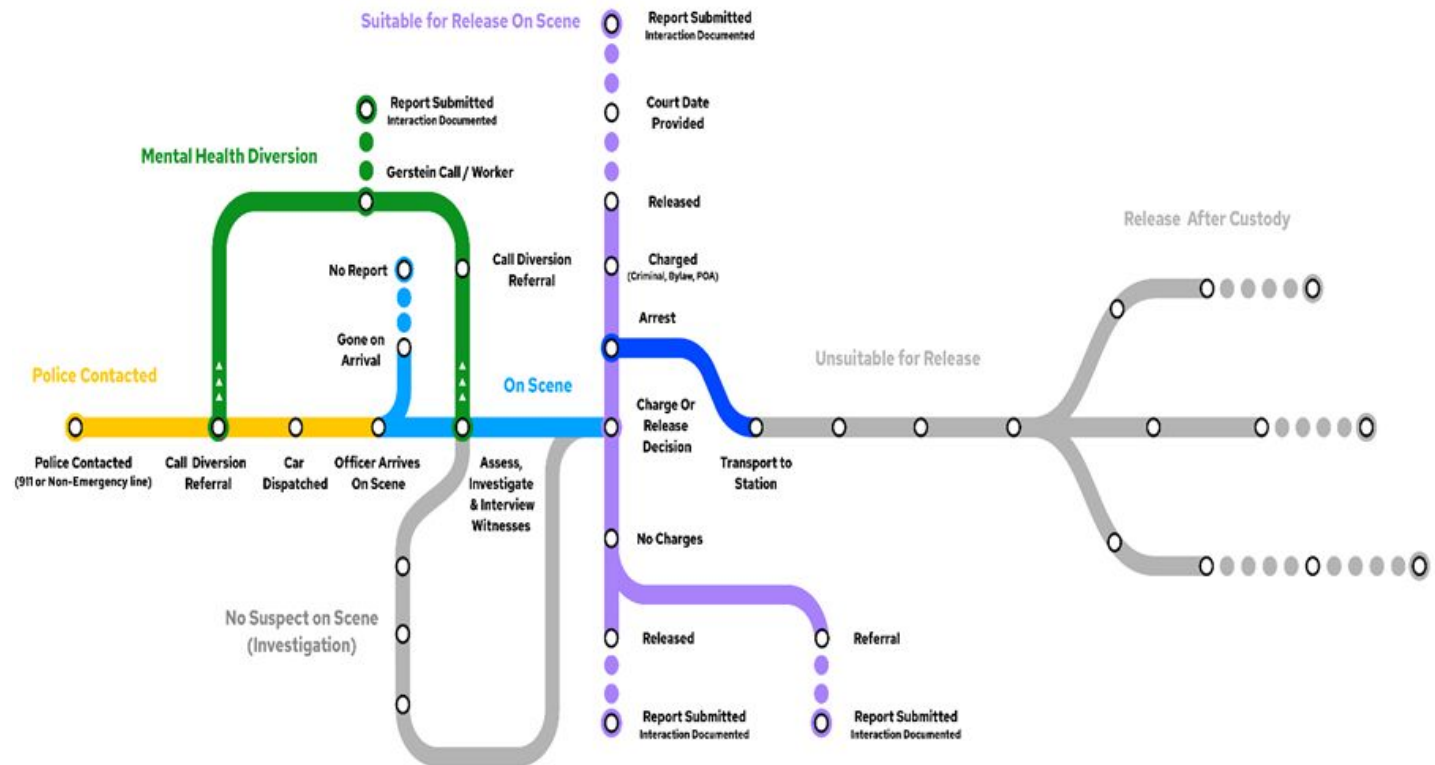 Suitable for Release On Scene
Report Submitted
Interaction Documented
Report Submitted
Interaction Documented
Court Date
Provided
Mental Health Diversion
Gerstein Call / Worker
Released
Release After Custody
No Report
Call Diversion
Referral
Charged
(Criminal, Bylaw, POA)
Arrest
Gone on
Arrival
Unsuitable for Release
Police Contacted
On Scene
Charge Or
Release
Decision
Police Contacted
(911 or Non-Emergency line)
Call Diversion
Referral
Car
Dispatched
Officer Arrives
On Scene
Assess,
Investigate
& Interview
Witnesses
Transport to
Station
No Charges
No Suspect on Scene
(Investigation)
Released
Referral
Report Submitted
Interaction Documented
Report Submitted
Interaction Documented